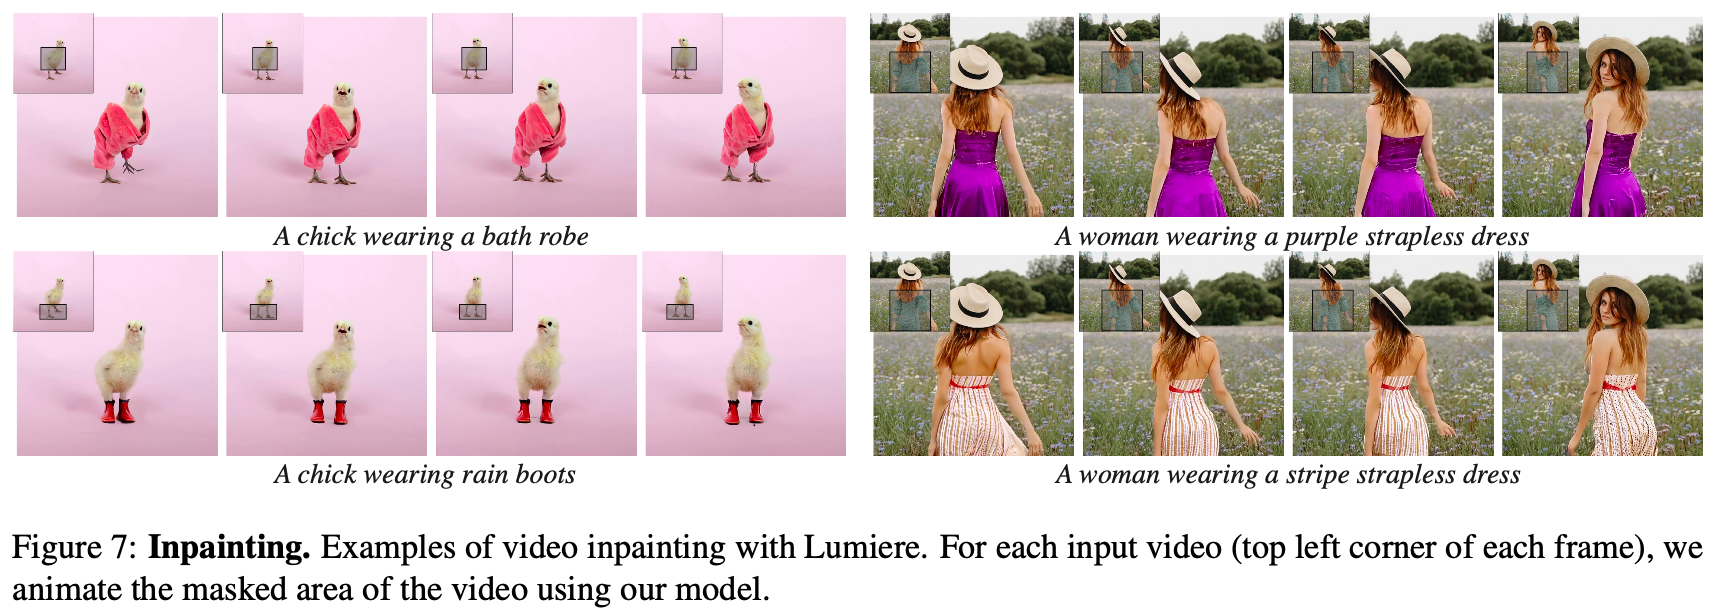 A chick wearing a bath robe
A woman wearing a purple strapless dress
A chick wearing rain boots
A woman wearing a stripe strapless dress
Figure 7: Inpainting. Examples of video inpainting with Lumiere. For each input video (top left corner of each frame), we
animate the masked area of the video using our model.